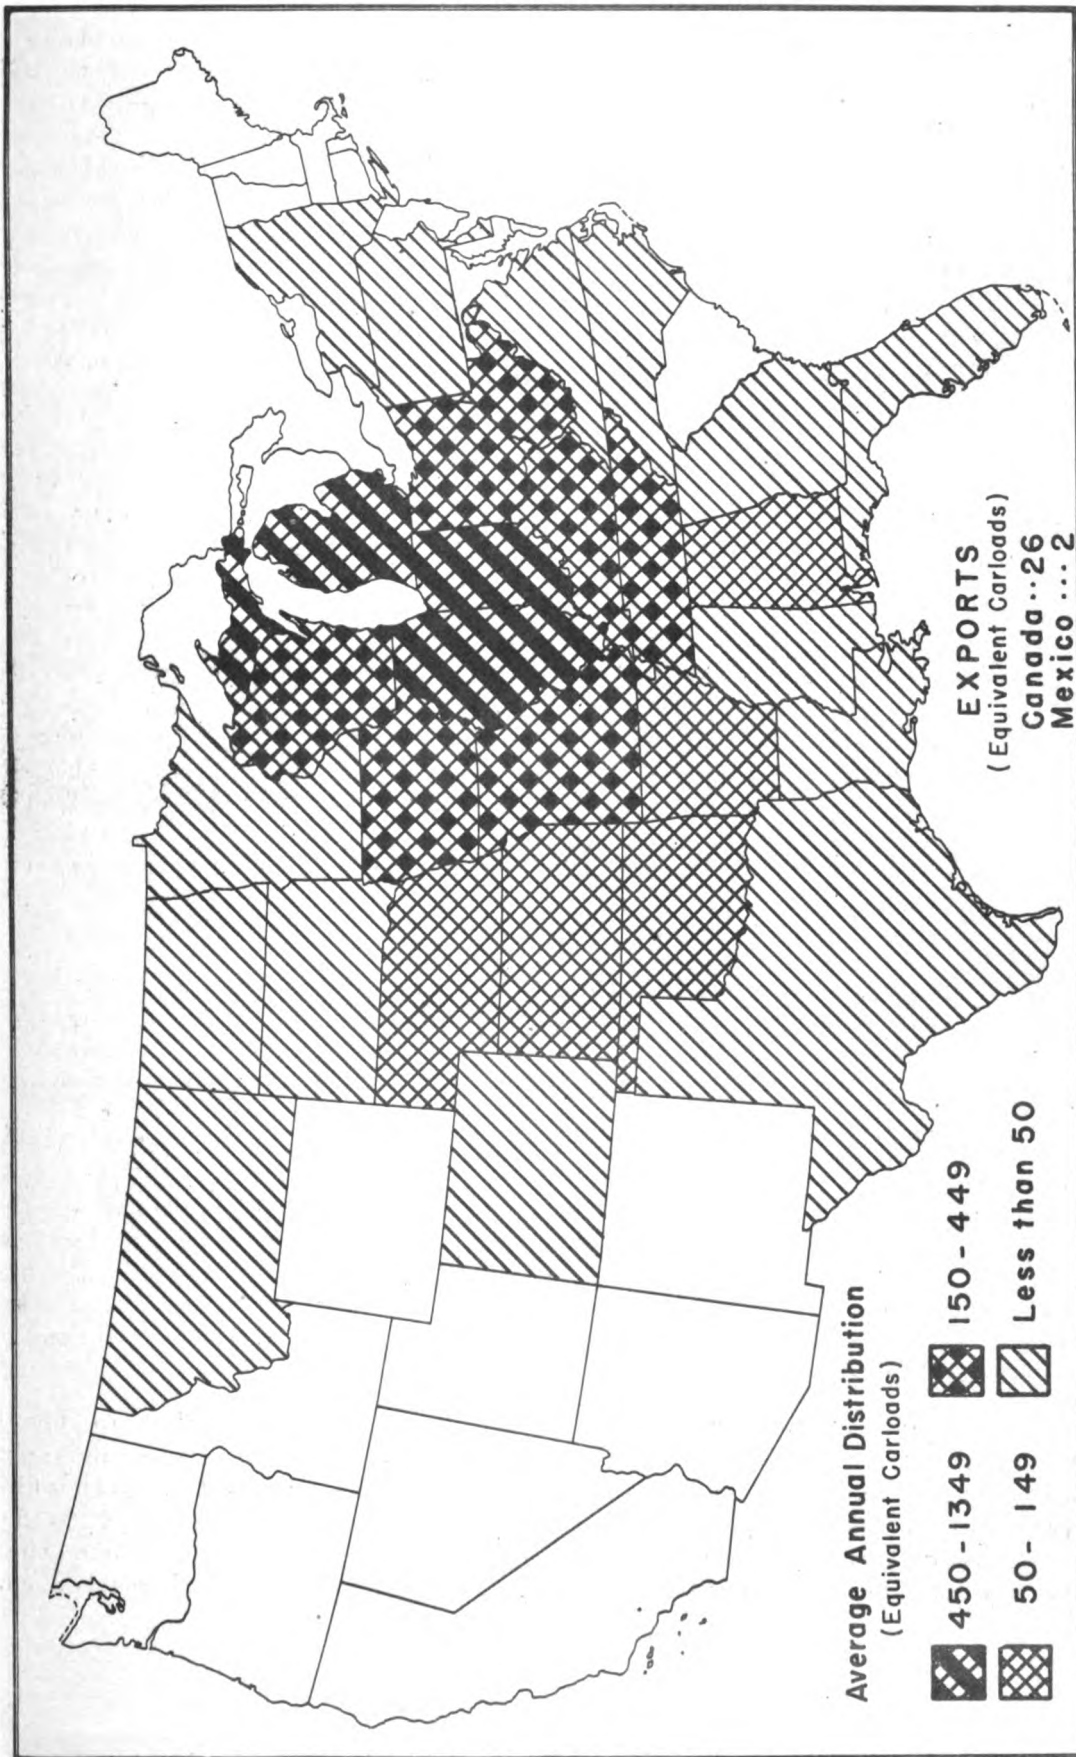 EXPORTS
(Equivalent Carloads)
Canada··26
Mexico ····2
Average Annual Distribution
(Equivalent Carloads)
450-1349
150-449
50- 149
Less than 50